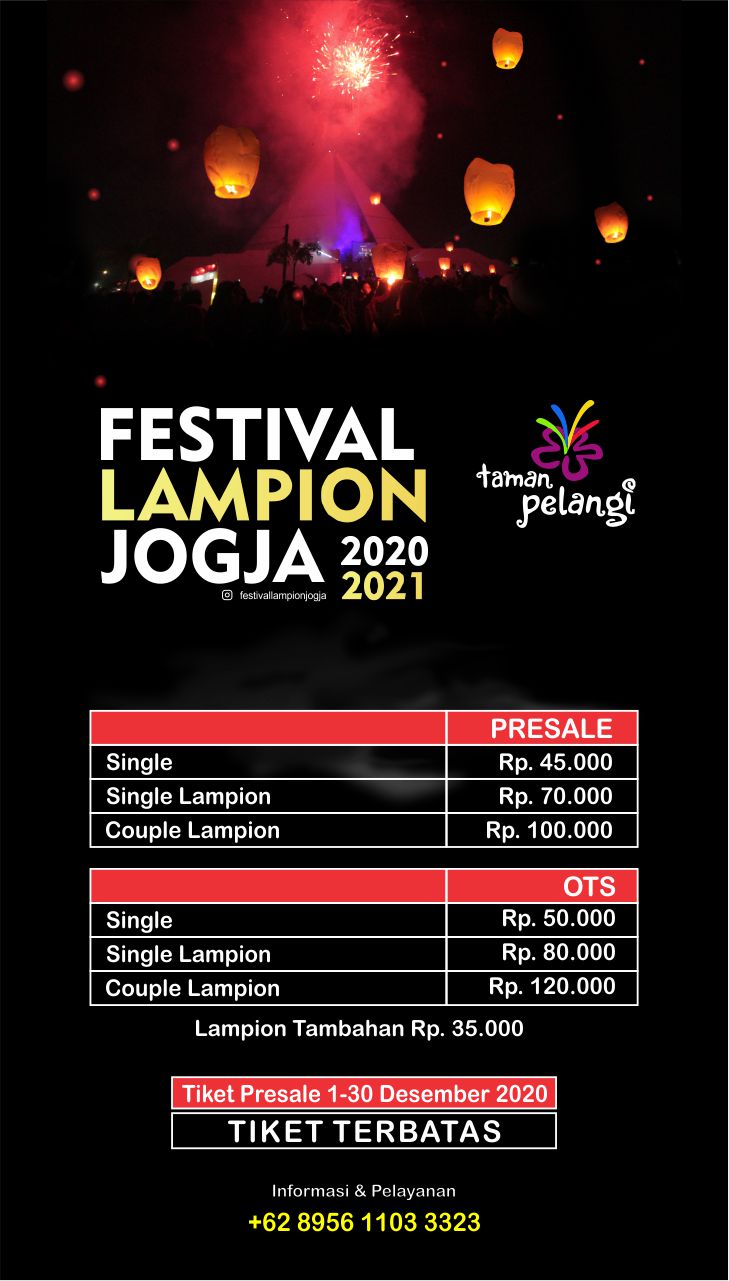 FESTIVAL
LAMPION
JOGJA 2020
2021
festivallampionjogja
taman
pelangi
PRESALE
Single Rp. 45.000
Single Lampion Rp. 70.000
Couple Lampion Rp. 100.000
OTS
Single Rp. 50.000
Single Lampion Rp. 80.000
Couple Lampion Rp. 120.000
Lampion Tambahan Rp. 35.000
Tiket Presale 1-30 Desember 2020
TIKET TERBATAS
Informasi & Pelayanan
+62 8956 1103 3323